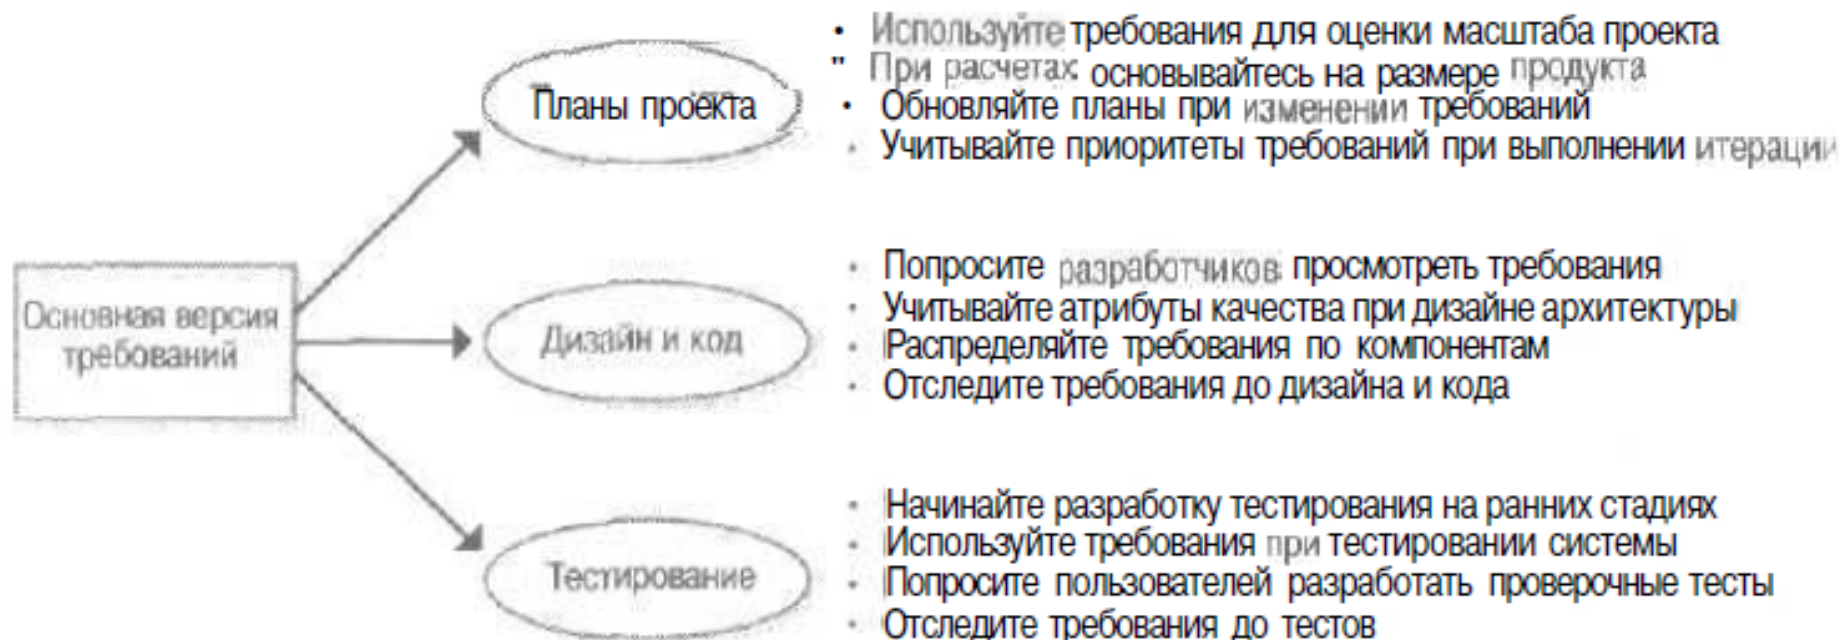 • Используйте требования для оценки масштаба проекта
" При расчетах основывайтесь на размере продукта
• Обновляйте планы при изменении требований
• Учитывайте приоритеты требований при выполнении итераций
Планы проекта
Основная версия
требований
• Попросите разработчиков просмотреть требования
• Учитывайте атрибуты качества при дизайне архитектуры
• Распределяйте требования по компонентам
• Отследите требования до дизайна и кода
Дизайн и код
• Начинайте разработку тестирования на ранних стадиях
• Используйте требования при тестировании системы
• Попросите пользователей разработать проверочные тесты
• Отследите требования до тестов
Тестирование